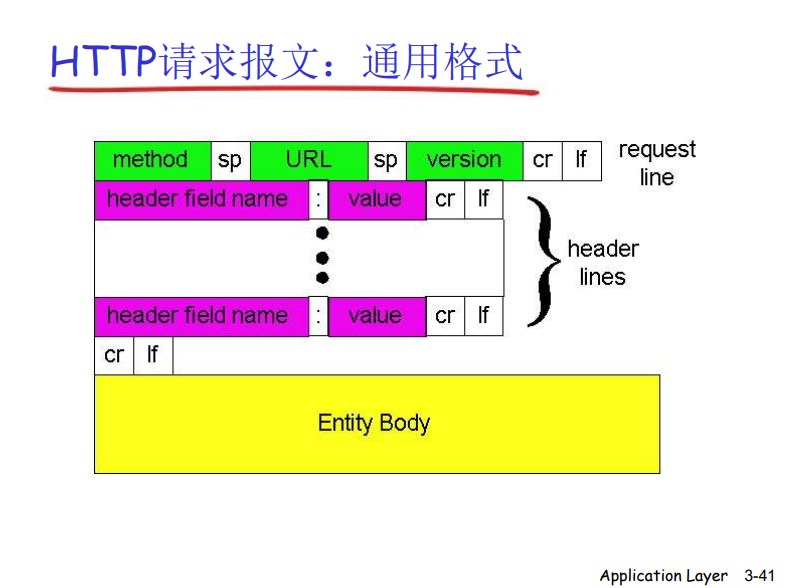 HTTP请求报文：通用格式
method sp URL sp version cr lf
request
line
header field name : value cr lf
header
lines
header field name : value cr lf
cr lf
Entity Body
Application Layer 3-41